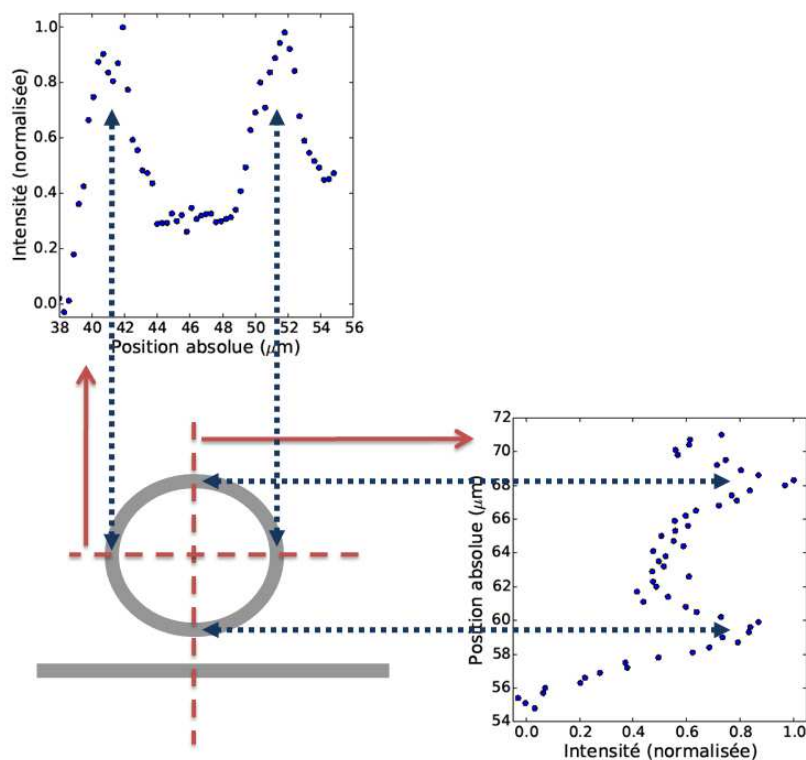 1.0
0.8
0.6
0.4
0.2
0.0
Intensité (normalisée)
38 40 42 44 46 48 50 52 54 56
Position absolue (μm)
72
70
68
66
64
62
60
58
56
54
Position absolue (μm)
0.0 0.2 0.4 0.6 0.8 1.0
Intensité (normalisée)